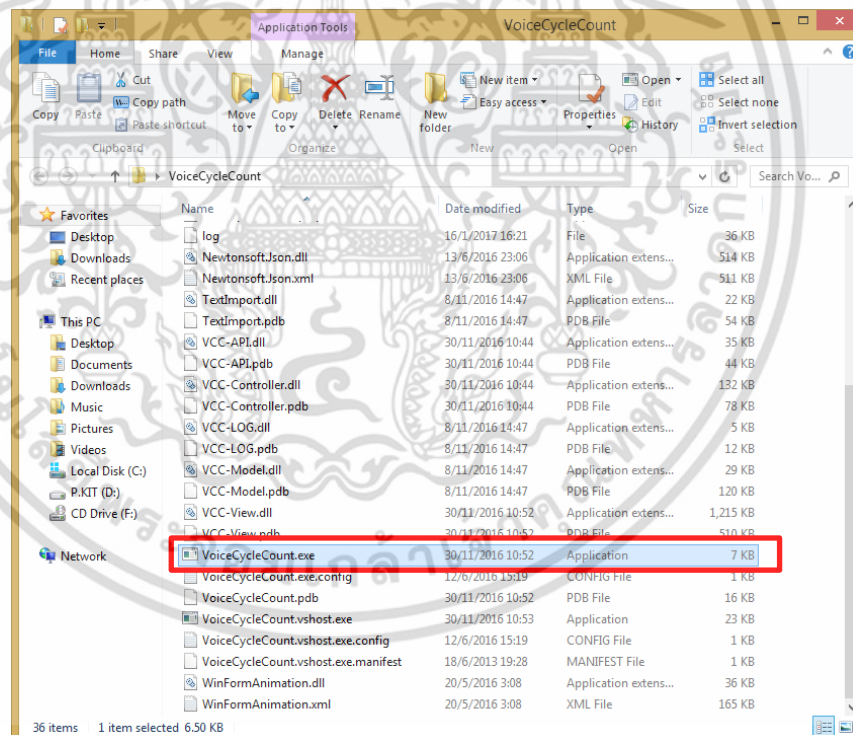 Application Tools VoiceCycleCount
File Home Share View Manage
Copy Paste Cut Copy path Paste shortcut Move to Copy to Delete Rename New folder New item Easy access Properties Open Edit History Select all Select none Invert selection
Clipboard Organize New Open Select
VoiceCycleCount Search Vo...
Name Date modified Type Size
log 16/1/2017 16:21 File 36 KB
Newtonsoft.Json.dll 13/6/2016 23:06 Application extens... 514 KB
Newtonsoft.Json.xml 13/6/2016 23:06 XML File 511 KB
TextImport.dll 8/11/2016 14:47 Application extens... 22 KB
TextImport.pdb 8/11/2016 14:47 PDB File 54 KB
VCC-API.dll 30/11/2016 10:44 Application extens... 35 KB
VCC-API.pdb 30/11/2016 10:44 PDB File 44 KB
VCC-Controller.dll 30/11/2016 10:44 Application extens... 132 KB
VCC-Controller.pdb 30/11/2016 10:44 PDB File 78 KB
VCC-LOG.dll 8/11/2016 14:47 Application extens... 5 KB
VCC-LOG.pdb 8/11/2016 14:47 PDB File 12 KB
VCC-Model.dll 8/11/2016 14:47 Application extens... 29 KB
VCC-Model.pdb 8/11/2016 14:47 PDB File 120 KB
VCC-View.dll 30/11/2016 10:52 Application extens... 1,215 KB
VCC-View.pdb 30/11/2016 10:52 PDB File 510 KB
VoiceCycleCount.exe 30/11/2016 10:52 Application 7 KB
VoiceCycleCount.exe.config 12/6/2016 15:19 CONFIG File 1 KB
VoiceCycleCount.pdb 30/11/2016 10:52 PDB File 16 KB
VoiceCycleCount.vshost.exe 30/11/2016 10:53 Application 23 KB
VoiceCycleCount.vshost.exe.config 12/6/2016 15:19 CONFIG File 1 KB
VoiceCycleCount.vshost.exe.manifest 18/6/2013 19:28 MANIFEST File 1 KB
WinFormAnimation.dll 20/5/2016 3:08 Application extens... 36 KB
WinFormAnimation.xml 20/5/2016 3:08 XML File 165 KB
Favorites
Desktop
Downloads
Recent places
This PC
Desktop
Documents
Downloads
Music
Pictures
Videos
Local Disk (C:)
P.KIT (D:)
CD Drive (F:)
Network
36 items 1 item selected 6.50 KB